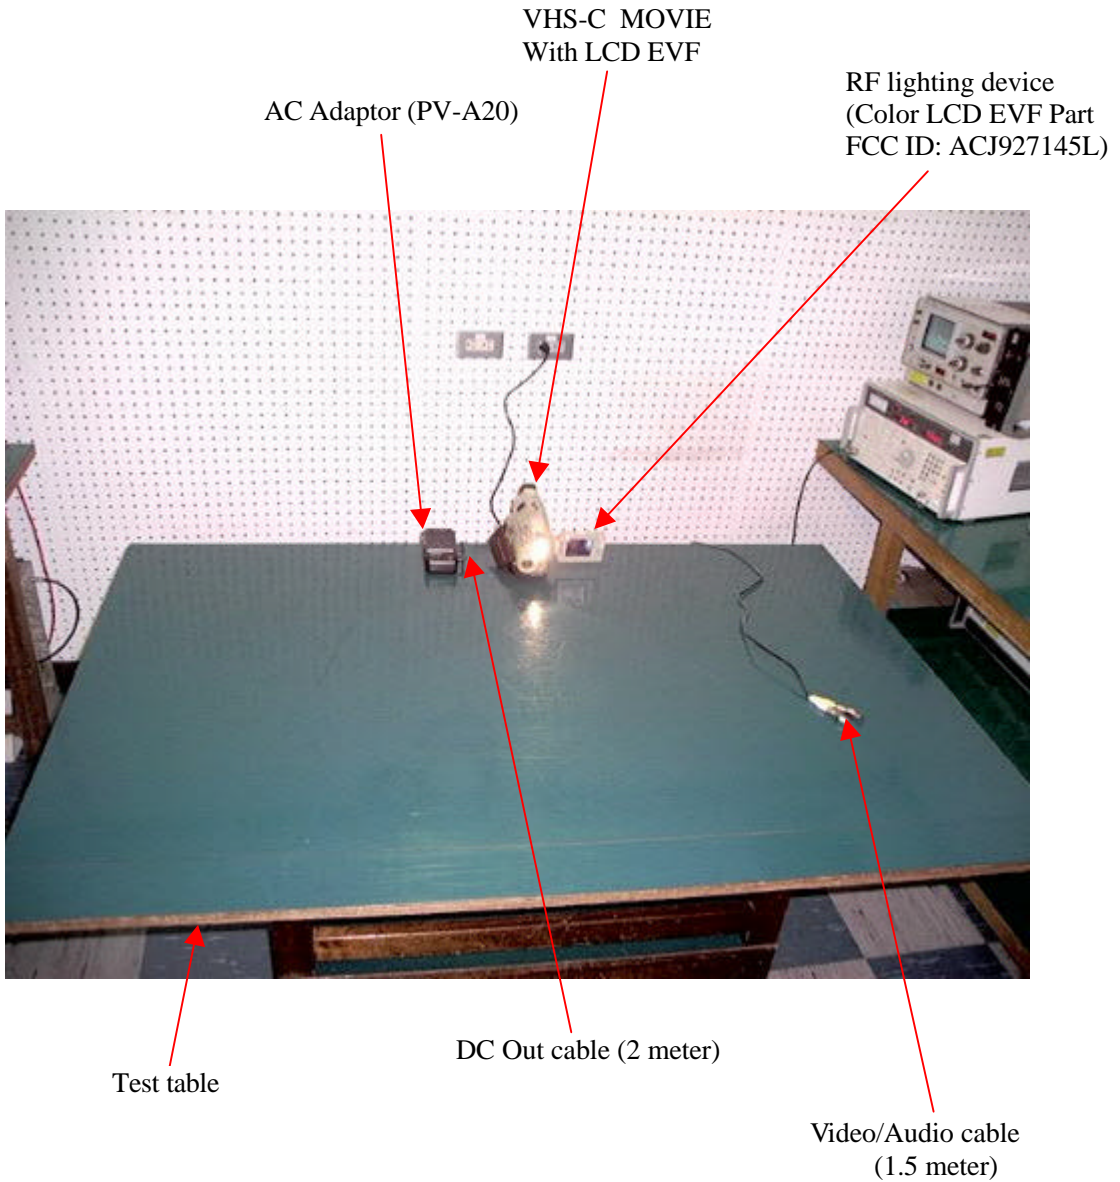 VHS-C MOVIE
With LCD EVF
RF lighting device
(Color LCD EVF Part
FCC ID: ACJ927145L)
AC Adaptor (PV-A20)
DC Out cable (2 meter)
Test table
Video/Audio cable
(1.5 meter)